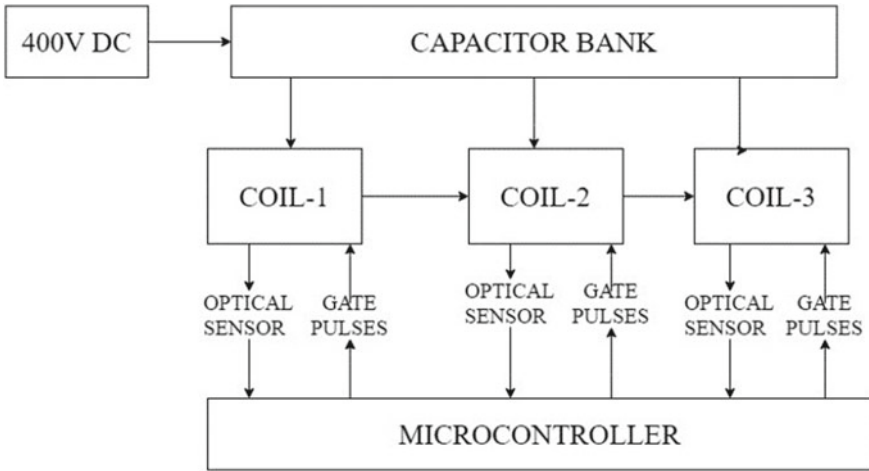 400V DC
CAPACITOR BANK
COIL-1
COIL-2
COIL-3
OPTICAL
SENSOR
GATE
PULSES
OPTICAL
SENSOR
GATE
PULSES
OPTICAL
SENSOR
GATE
PULSES
MICROCONTROLLER